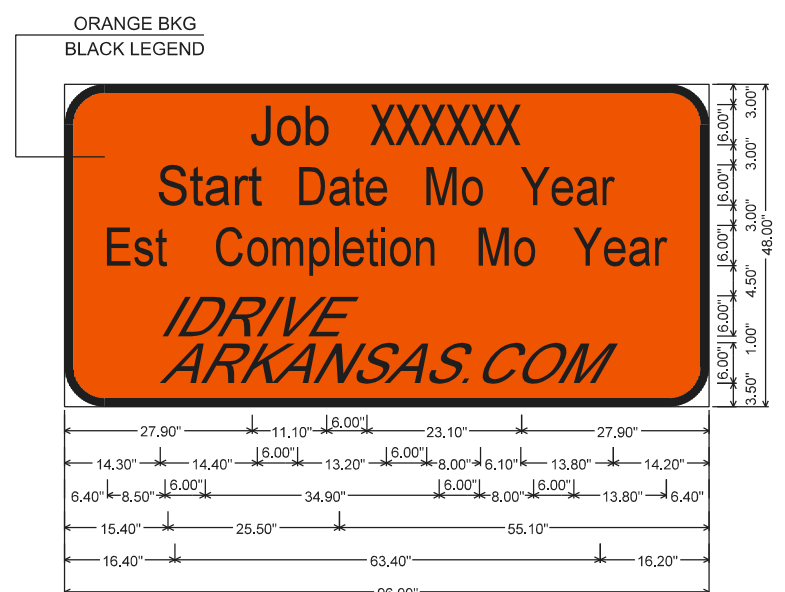 ORANGE BKG
BLACK LEGEND
Job XXXXXX
Start Date Mo Year
Est Completion Mo Year
IDRIVE
ARKANSAS.COM
3.00"
6.00"
3.00"
6.00"
3.00"
6.00"
4.50"
6.00"
1.00"
6.00"
3.50"
48.00"
27.90" 11.10" 6.00" 23.10" 27.90"
14.30" 14.40" 6.00" 13.20" 6.00" 8.00" 6.10" 13.80" 14.20"
6.40" 8.50" 6.00" 34.90" 6.00" 8.00" 6.00" 13.80" 6.40"
15.40" 25.50" 55.10"
16.40" 63.40" 16.20"
96.00"